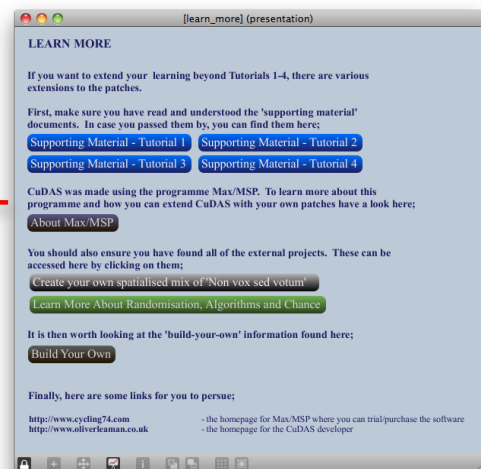 [learn_more] (presentation)
LEARN MORE
If you want to extend your learning beyond Tutorials 1-4, there are various
extensions to the patches.
First, make sure you have read and understood the 'supporting material'
documents. In case you passed them by, you can find them here;
Supporting Material - Tutorial 1 Supporting Material - Tutorial 2
Supporting Material - Tutorial 3 Supporting Material - Tutorial 4
CuDAS was made using the programme Max/MSP. To learn more about this
programme and how you can extend CuDAS with your own patches have a look here;
About Max/MSP
You should also ensure you have found all of the external projects. These can be
accessed here by clicking on them;
Create your own spatialised mix of 'Non vox sed votum'
Learn More About Randomisation, Algorithms and Chance
It is then worth looking at the 'build-your-own' information found here;
Build Your Own
Finally, here are some links for you to persue;
http://www.cycling74.com - the homepage for Max/MSP where you can trial/purchase the software
http://www.oliverleaman.co.uk - the homepage for the CuDAS developer